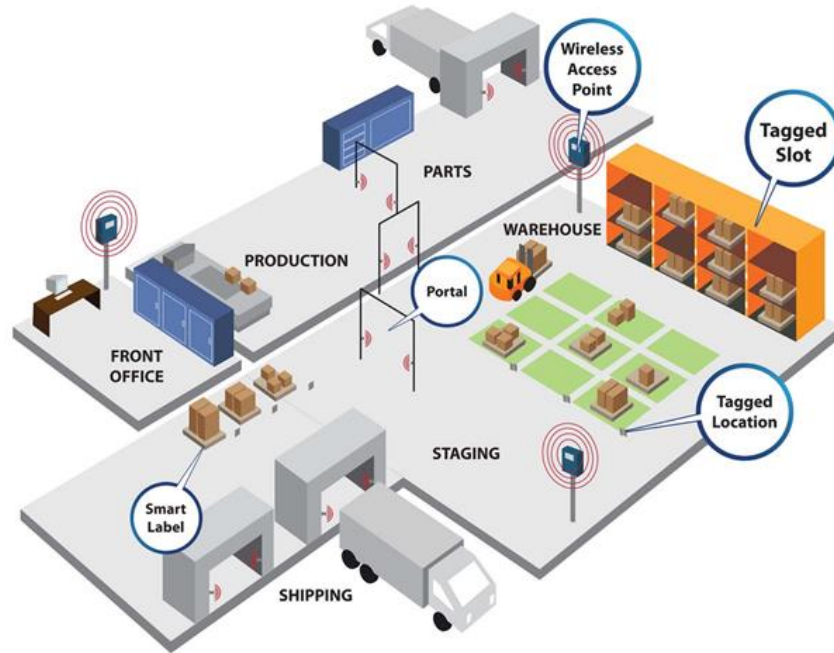 Wireless
Access
Point
Tagged
Slot
PARTS
WAREHOUSE
PRODUCTION
Portal
FRONT
OFFICE
Tagged
Location
STAGING
Smart
Label
SHIPPING